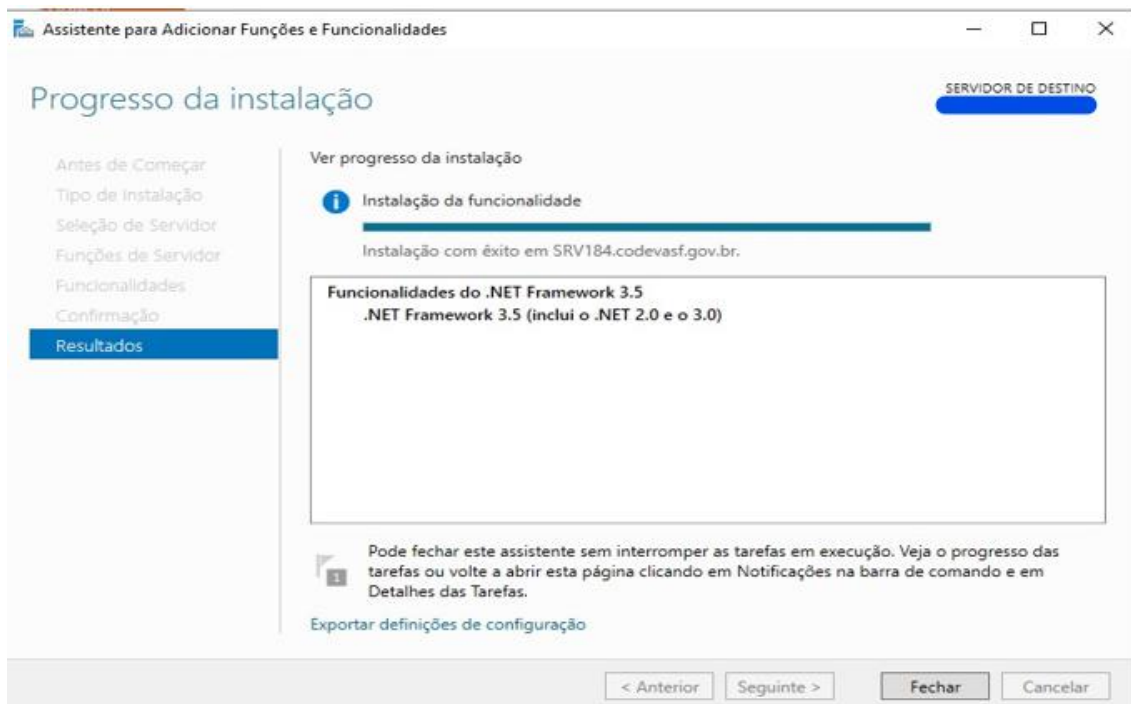 Assistente para Adicionar Funções e Funcionalidades
Progresso da instalação
SERVIDOR DE DESTINO
Antes de Começar
Tipo de Instalação
Seleção de Servidor
Funções de Servidor
Funcionalidades
Confirmação
Resultados
Ver progresso da instalação
Instalação da funcionalidade
Instalação com êxito em SRV184.codevasf.gov.br.
Funcionalidades do .NET Framework 3.5
.NET Framework 3.5 (inclui o .NET 2.0 e o 3.0)
Pode fechar este assistente sem interromper as tarefas em execução. Veja o progresso das
tarefas ou volte a abrir esta página clicando em Notificações na barra de comando e em
Detalhes das Tarefas.
Exportar definições de configuração
< Anterior
Seguinte >
Fechar
Cancelar